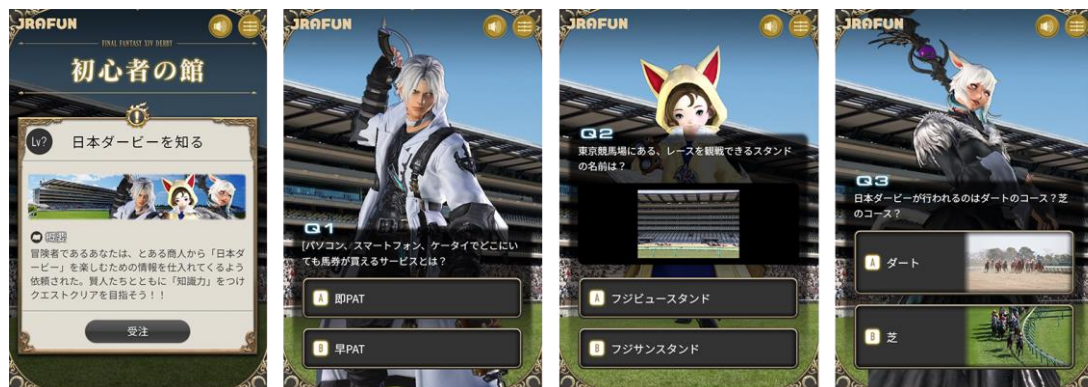 JRAFUN
FINAL FANTASY XIV DERBY
初心者の館
Lv?
日本ダービーを知る
冒険者であるあなたは、とある商人から「日本ダ
ービー」を楽しむための情報を仕入れてくるよう
依頼された。賢人たちとともに「知識力」をつけ
クエストクリアを目指そう！！
受注
JRAFUN
Q1
[パソコン、スマートフォン、ケータイでどこにい
ても馬券が買えるサービスとは？
A 即PAT
B 早PAT
JRAFUN
Q2
東京競馬場にある、レースを観戦できるスタンド
の名前は？
A フジビュースタンド
B フジサンスタンド
JRAFUN
Q3
日本ダービーが行われるのはダートのコース？芝
のコース？
A ダート
B 芝